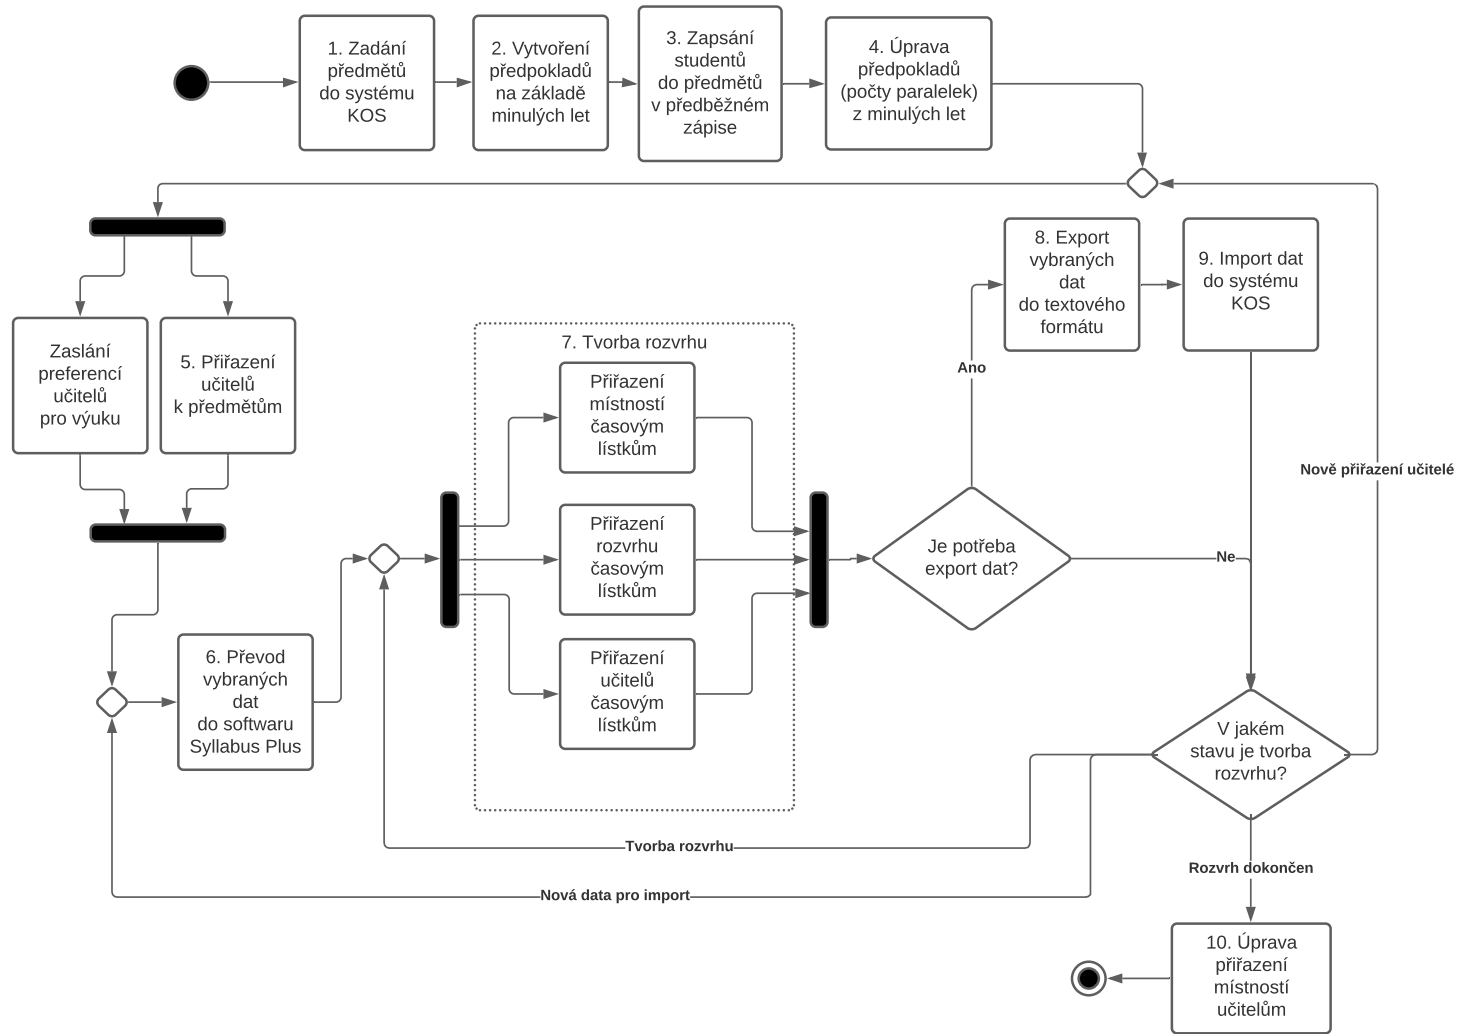 1. Zadání
předmětů
do systému
KOS
2. Vytvoření
předpokladů
na základě
minulých let
3. Zapsání
studentů
do předmětů
v předběžném
zápise
4. Úprava
předpokladů
(počty paralelek)
z minulých let
Zaslání
preferencí
učitelů
pro výuku
5. Přiřazení
učitelů
k předmětům
6. Převod
vybraných
dat
do softwaru
Syllabus Plus
7. Tvorba rozvrhu
Přiřazení
místností
časovým
lístkům
Přiřazení
rozvrhu
časovým
lístkům
Přiřazení
učitelů
časovým
lístkům
Je potřeba
export dat?
Ano
8. Export
vybraných
dat
do textového
formátu
9. Import dat
do systému
KOS
Ne
Nově přiřazení učitelé
V jakém
stavu je tvorba
rozvrhu?
Tvorba rozvrhu
Nová data pro import
Rozvrh dokončen
10. Úprava
přiřazení
místností
učitelům